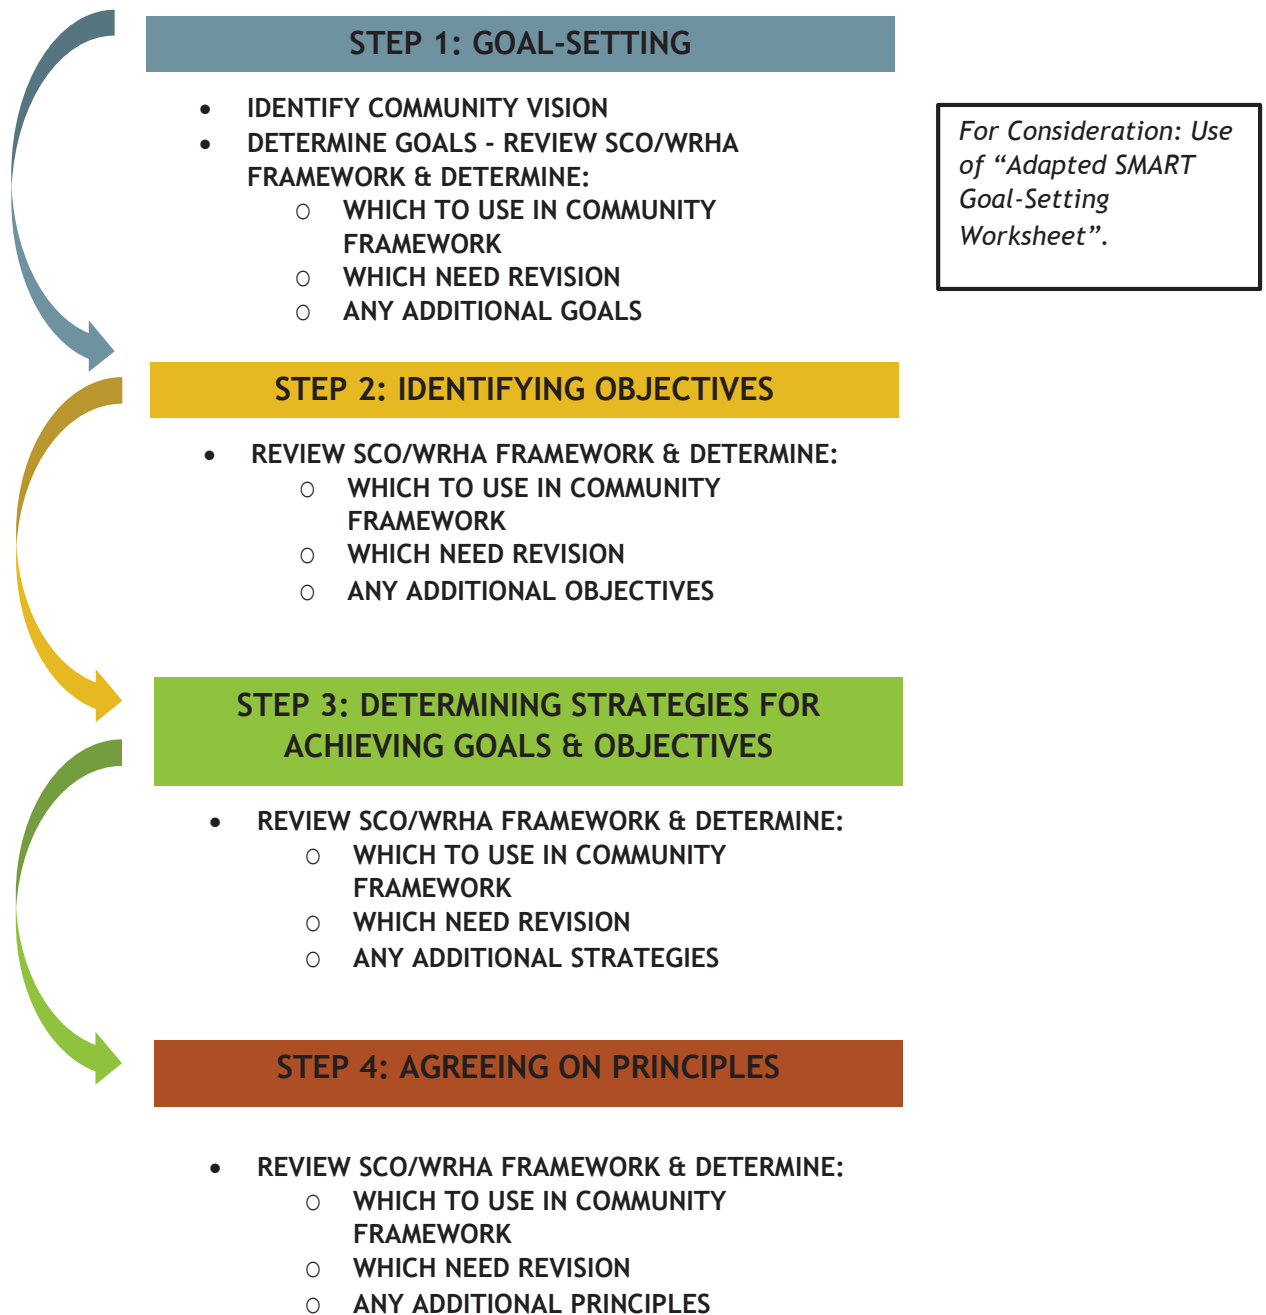 STEP 1: GOAL-SETTING
• IDENTIFY COMMUNITY VISION
• DETERMINE GOALS - REVIEW SCO/WRHA
FRAMEWORK & DETERMINE:
○ WHICH TO USE IN COMMUNITY
FRAMEWORK
○ WHICH NEED REVISION
○ ANY ADDITIONAL GOALS
For Consideration: Use
of “Adapted SMART
Goal-Setting
Worksheet”.
STEP 2: IDENTIFYING OBJECTIVES
• REVIEW SCO/WRHA FRAMEWORK & DETERMINE:
○ WHICH TO USE IN COMMUNITY
FRAMEWORK
○ WHICH NEED REVISION
○ ANY ADDITIONAL OBJECTIVES
STEP 3: DETERMINING STRATEGIES FOR
ACHIEVING GOALS & OBJECTIVES
• REVIEW SCO/WRHA FRAMEWORK & DETERMINE:
○ WHICH TO USE IN COMMUNITY
FRAMEWORK
○ WHICH NEED REVISION
○ ANY ADDITIONAL STRATEGIES
STEP 4: AGREEING ON PRINCIPLES
• REVIEW SCO/WRHA FRAMEWORK & DETERMINE:
○ WHICH TO USE IN COMMUNITY
FRAMEWORK
○ WHICH NEED REVISION
○ ANY ADDITIONAL PRINCIPLES